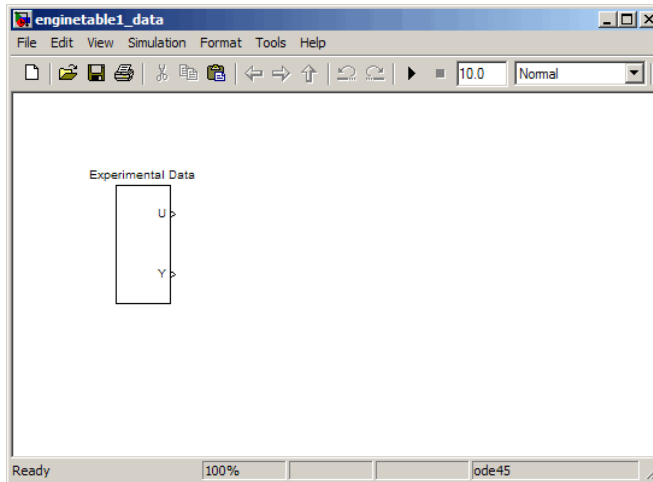 enginetable1_data
File Edit View Simulation Format Tools Help
10.0 Normal
Experimental Data
U
Y
Ready 100% ode45